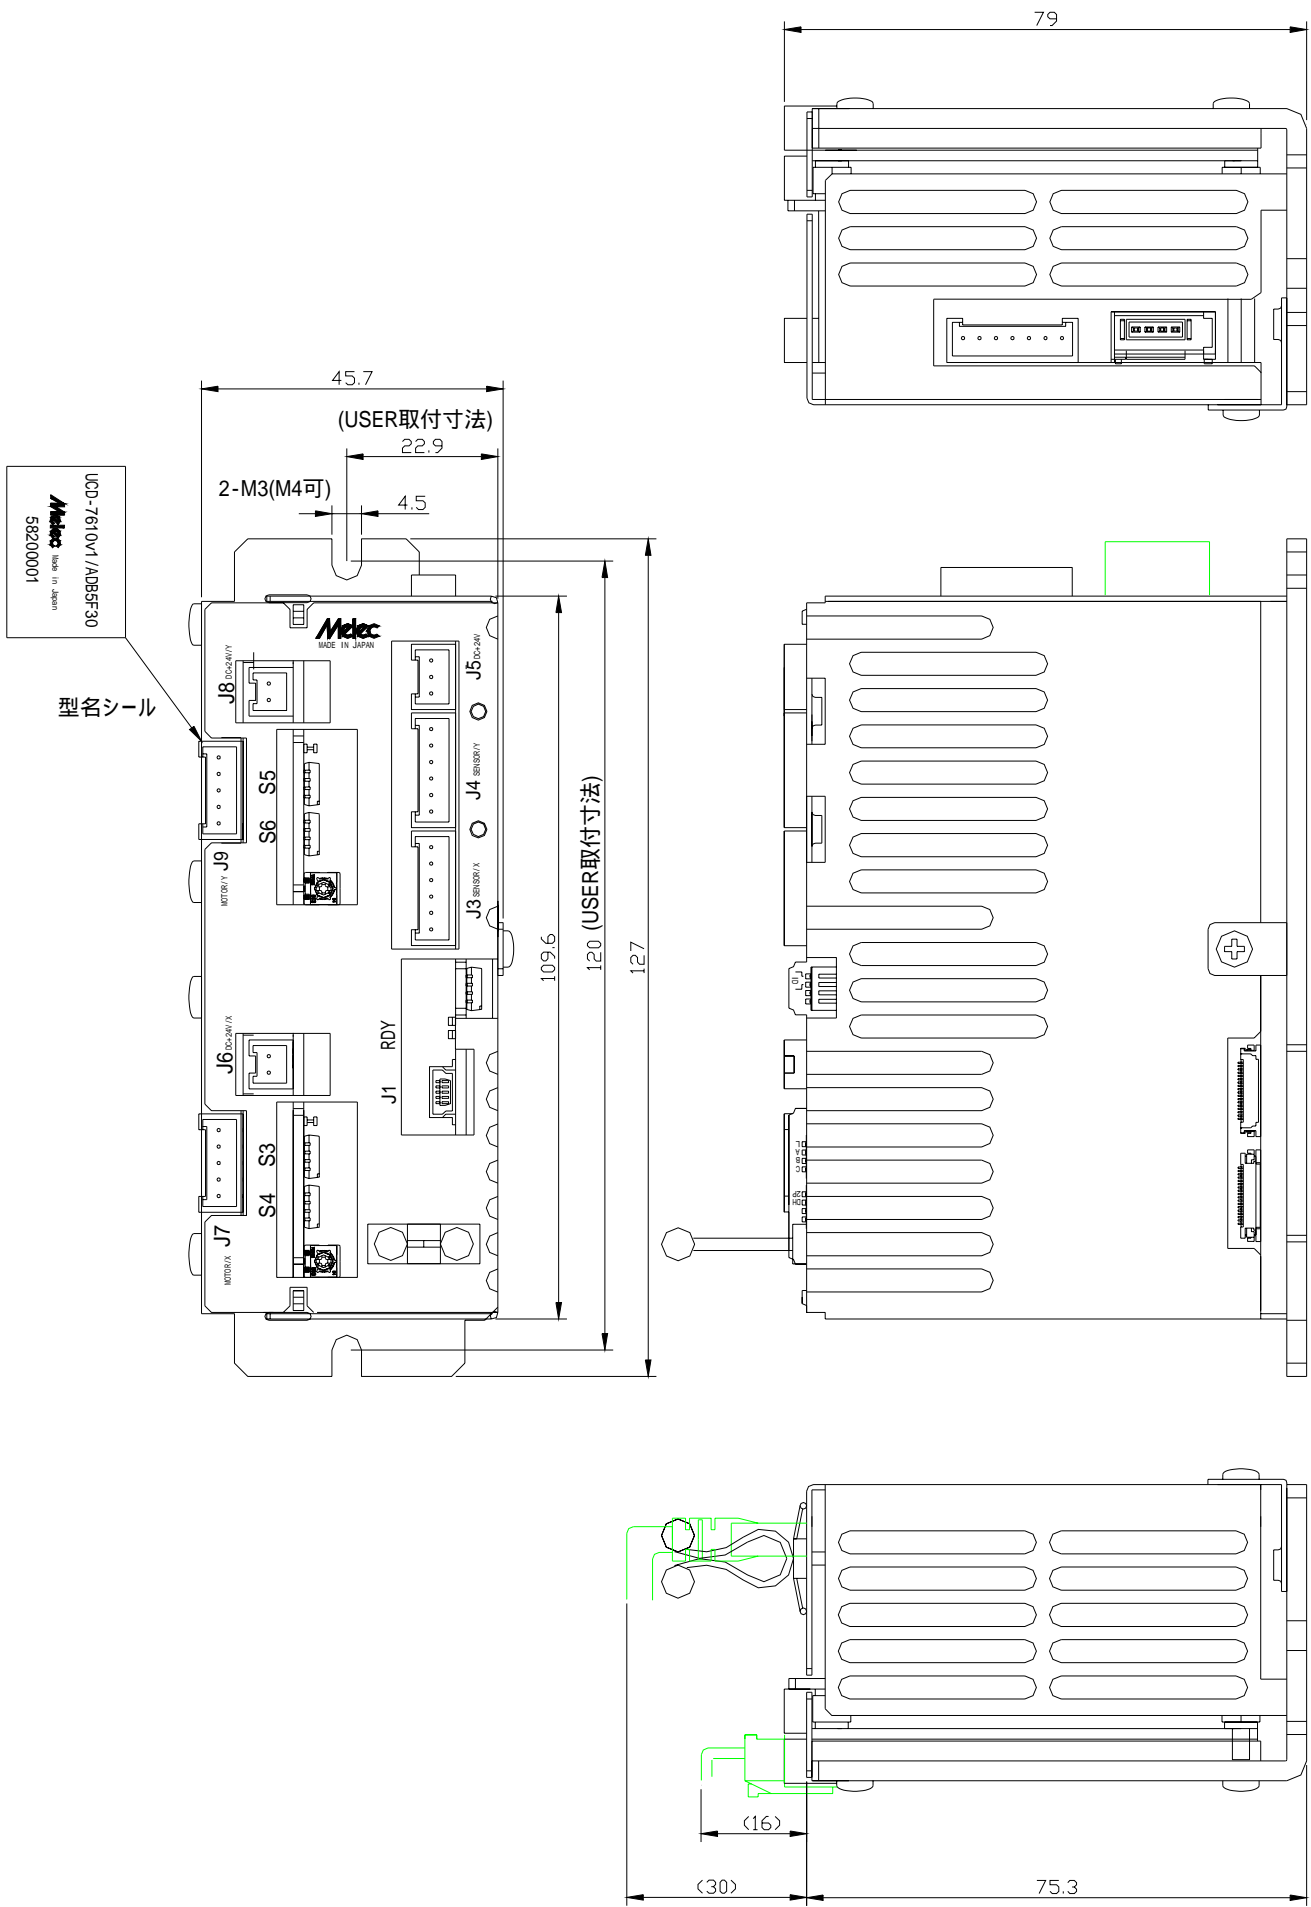 79
45.7
(USER取付寸法)
22.9
2-M3(M4可)
4.5
UCD-7610v1/ADB5F30
Melec Made in Japan
58200001
型名シール
Melec
MADE IN JAPAN
J8 DC+24V/Y
J5 DC+24V
S5
J4 SENSOR/Y
S6
J9
MOTOR/Y
J3 SENSOR/X
120 (USER取付寸法)
109.6
127
RDY
J6 DC+24V/X
J1
S3
S4
J7
MOTOR/X
L
A
B
C
2P
HD
(16)
(30)
75.3